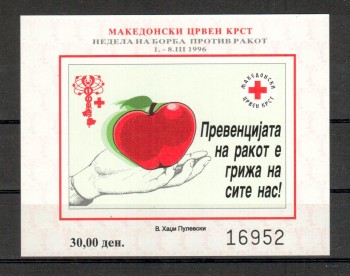 МАКЕДОНСКИ ЦРВЕН КРСТ
НЕДЕЛА НА БОРБА ПРОТИВ РАКОТ
1. - 8.III 1996
МАКЕДОНСКИ
ЦРВЕН КРСТ
Превенцијата
на ракот е
грижа на
сите нас!
В. Хаџи Пулевски
30,00 ден.
16952